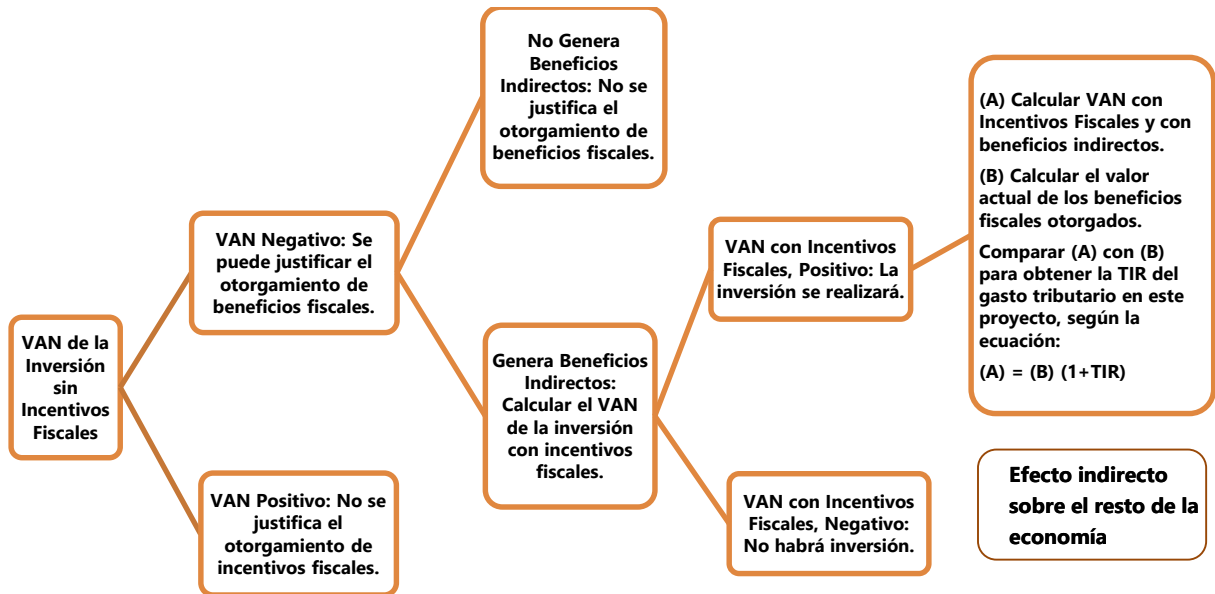 VAN de la
Inversión
sin
Incentivos
Fiscales
VAN Negativo: Se
puede justificar el
otorgamiento de
beneficios fiscales.
VAN Positivo: No se
justifica el
otorgamiento de
incentivos fiscales.
No Genera
Beneficios
Indirectos: No se
justifica el
otorgamiento de
beneficios fiscales.
Genera Beneficios
Indirectos:
Calcular el VAN
de la inversión
con incentivos
fiscales.
VAN con Incentivos
Fiscales, Positivo: La
inversión se realizará.
VAN con Incentivos
Fiscales, Negativo:
No habrá inversión.
(A) Calcular VAN con
Incentivos Fiscales y con
beneficios indirectos.
(B) Calcular el valor
actual de los beneficios
fiscales otorgados.
Comparar (A) con (B)
para obtener la TIR del
gasto tributario en este
proyecto, según la
ecuación:
(A) = (B) (1+TIR)
Efecto indirecto
sobre el resto de la
economía